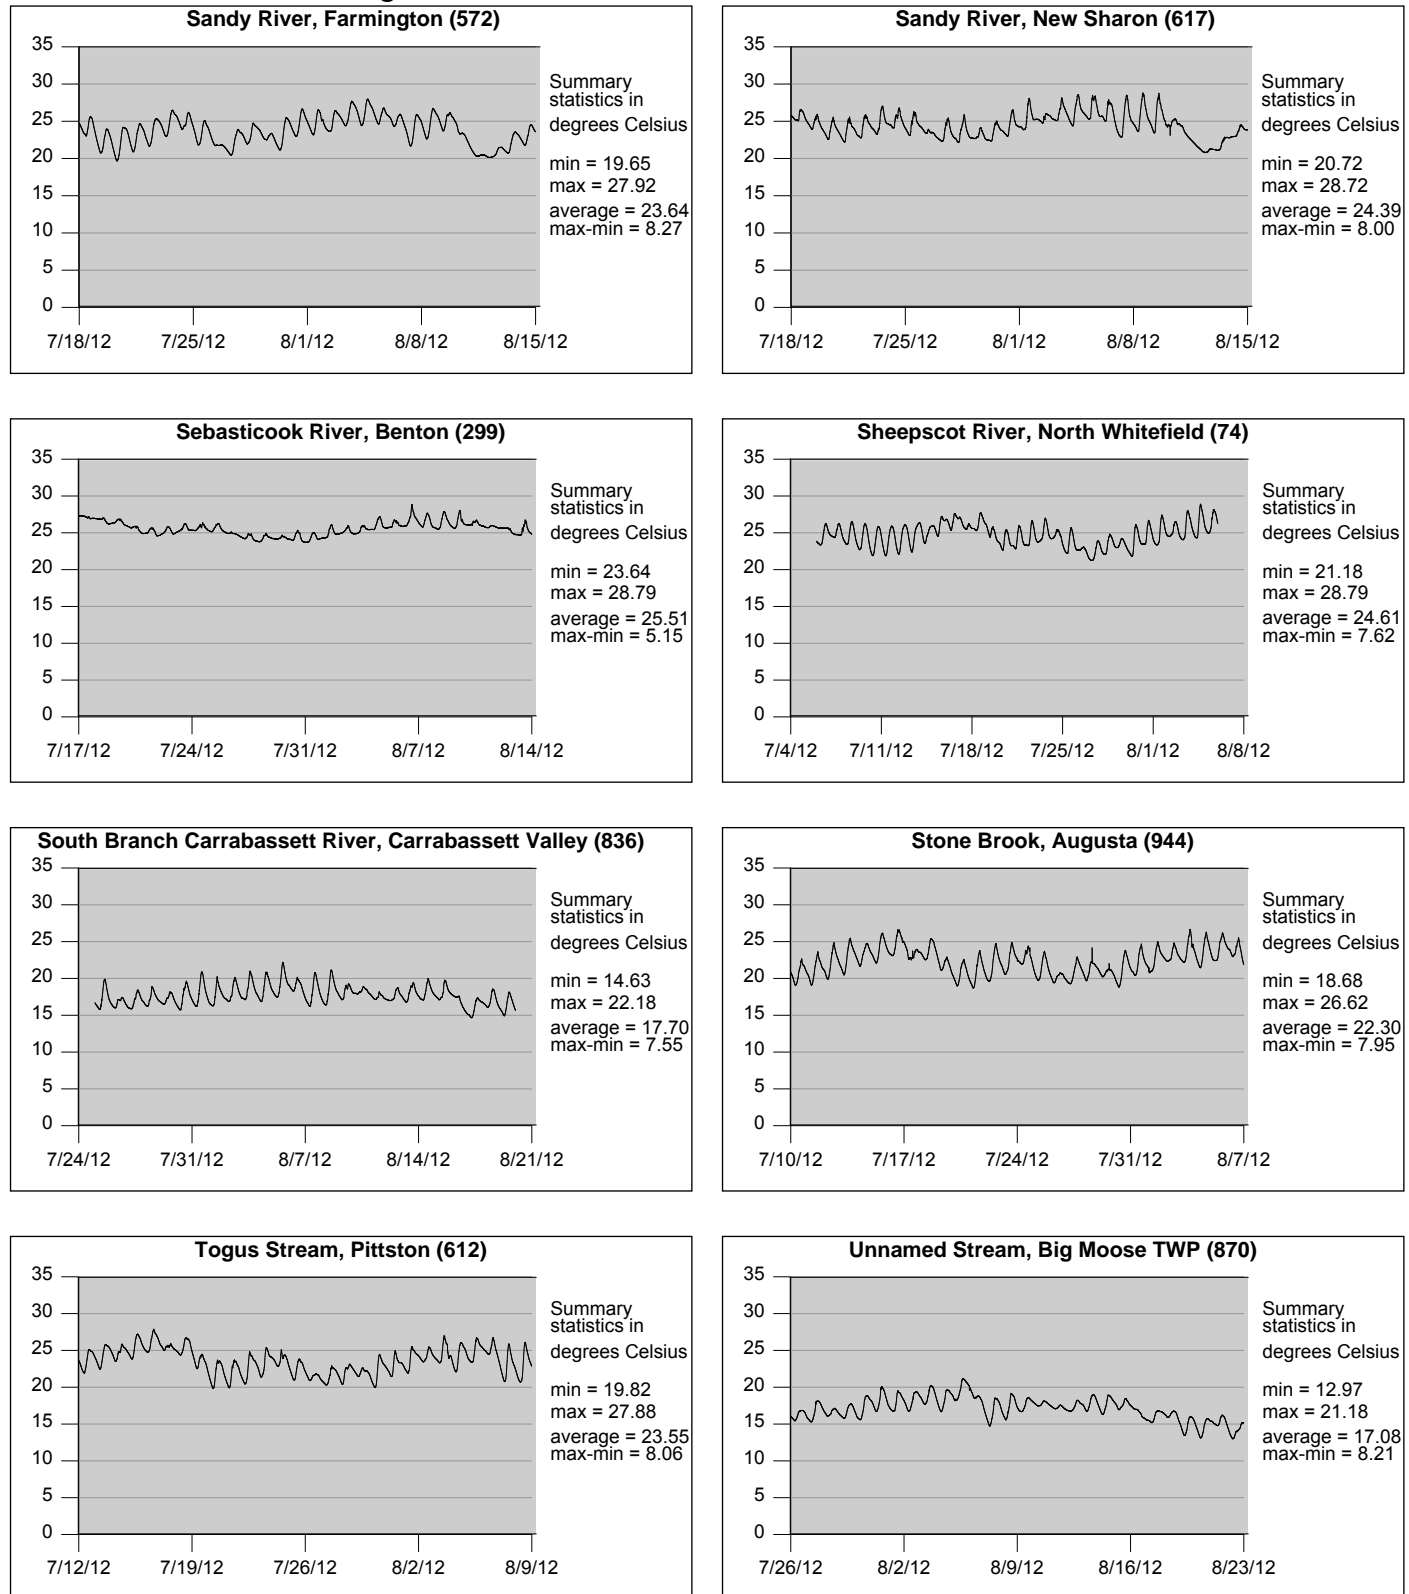 Sandy River, Farmington (572)
35
30
25
20
15
10
5
0
7/18/12 7/25/12 8/1/12 8/8/12 8/15/12
Summary
statistics in
degrees Celsius
min = 19.65
max = 27.92
average = 23.64
max-min = 8.27
Sandy River, New Sharon (617)
35
30
25
20
15
10
5
0
7/18/12 7/25/12 8/1/12 8/8/12 8/15/12
Summary
statistics in
degrees Celsius
min = 20.72
max = 28.72
average = 24.39
max-min = 8.00
Sebasticook River, Benton (299)
35
30
25
20
15
10
5
0
7/17/12 7/24/12 7/31/12 8/7/12 8/14/12
Summary
statistics in
degrees Celsius
min = 23.64
max = 28.79
average = 25.51
max-min = 5.15
Sheepscot River, North Whitefield (74)
35
30
25
20
15
10
5
0
7/4/12 7/11/12 7/18/12 7/25/12 8/1/12 8/8/12
Summary
statistics in
degrees Celsius
min = 21.18
max = 28.79
average = 24.61
max-min = 7.62
South Branch Carrabassett River, Carrabassett Valley (836)
35
30
25
20
15
10
5
0
7/24/12 7/31/12 8/7/12 8/14/12 8/21/12
Summary
statistics in
degrees Celsius
min = 14.63
max = 22.18
average = 17.70
max-min = 7.55
Stone Brook, Augusta (944)
35
30
25
20
15
10
5
0
7/10/12 7/17/12 7/24/12 7/31/12 8/7/12
Summary
statistics in
degrees Celsius
min = 18.68
max = 26.62
average = 22.30
max-min = 7.95
Togus Stream, Pittston (612)
35
30
25
20
15
10
5
0
7/12/12 7/19/12 7/26/12 8/2/12 8/9/12
Summary
statistics in
degrees Celsius
min = 19.82
max = 27.88
average = 23.55
max-min = 8.06
Unnamed Stream, Big Moose TWP (870)
35
30
25
20
15
10
5
0
7/26/12 8/2/12 8/9/12 8/16/12 8/23/12
Summary
statistics in
degrees Celsius
min = 12.97
max = 21.18
average = 17.08
max-min = 8.21